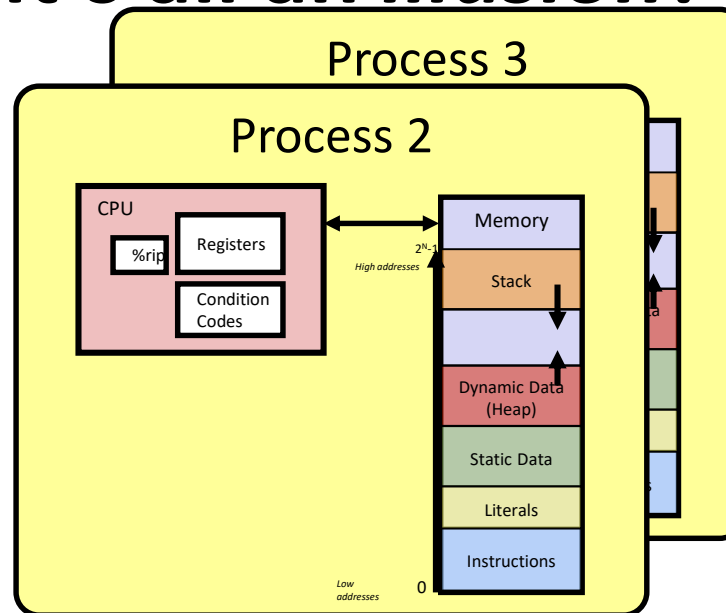 Process 3
Process 2
CPU
%rip
Registers
Condition
Codes
Memory
2ᴺ-1
High addresses
Stack
Dynamic Data
(Heap)
Static Data
Literals
Instructions
Low
addresses
0